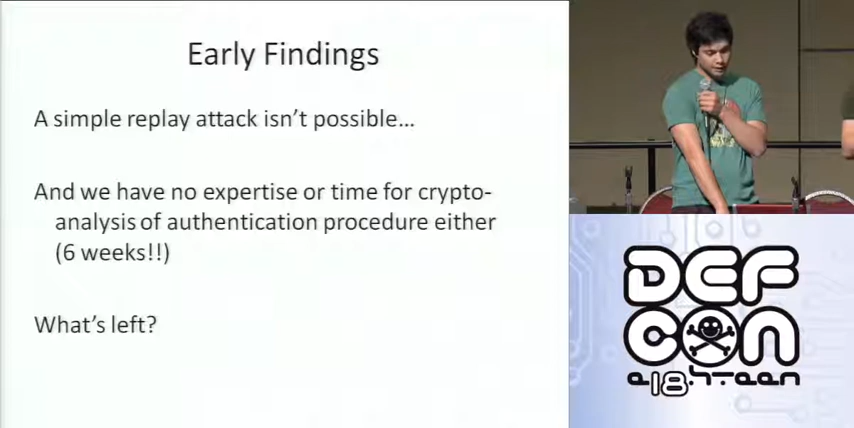 Early Findings
A simple replay attack isn't possible...
And we have no expertise or time for crypto-
analysis of authentication procedure either
(6 weeks!!)
What's left?
DEF
CON
e18hteen